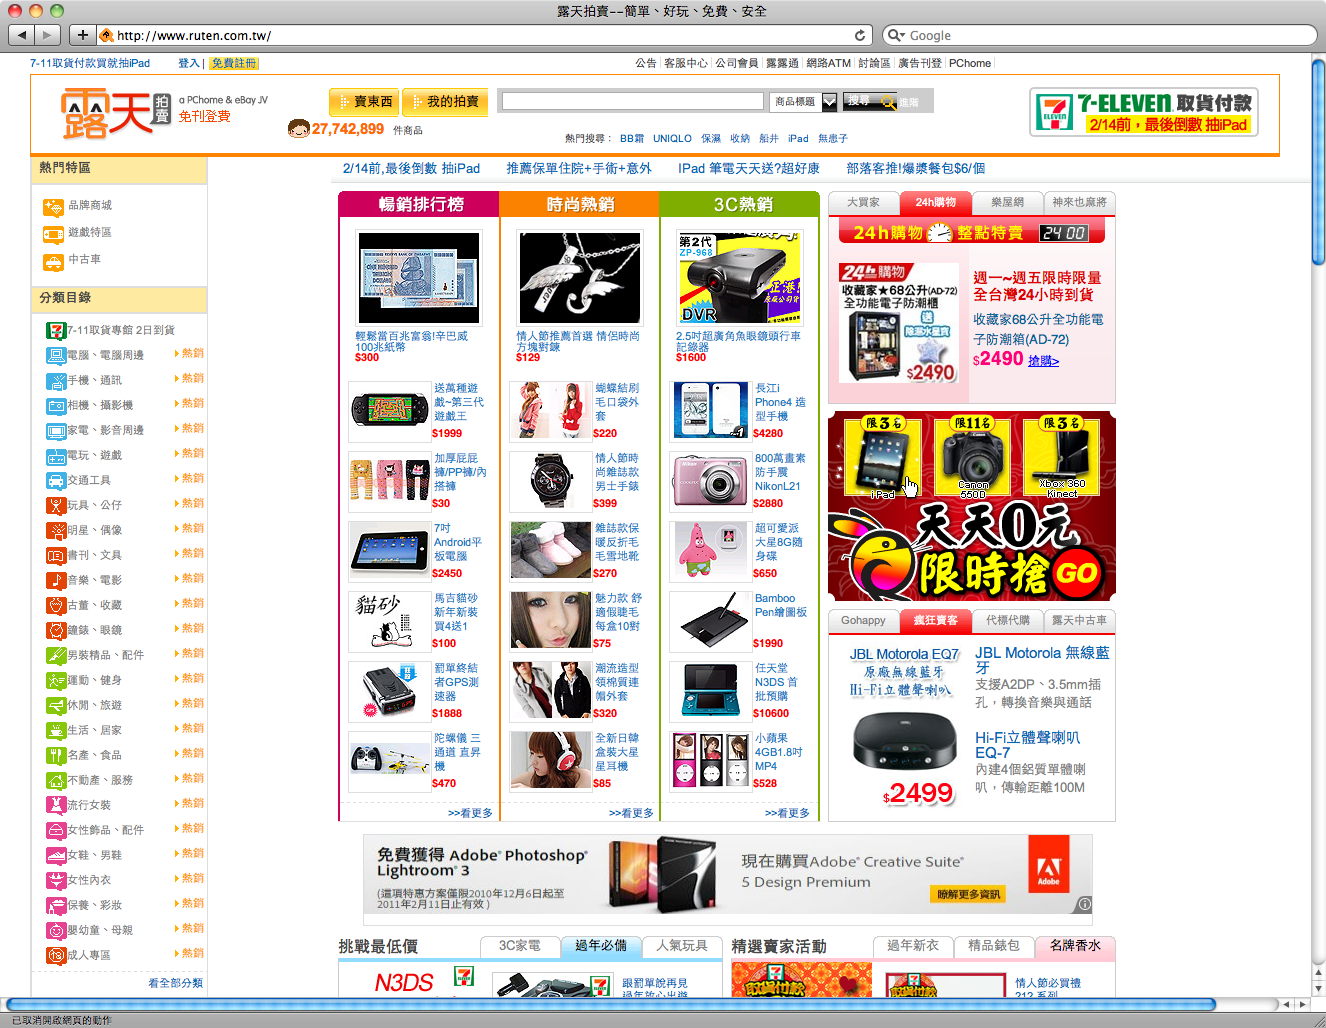 露天拍賣--簡單、好玩、免費、安全
http://www.ruten.com.tw/
Google
7-11取貨付款買就抽iPad
登入 | 免費註冊
公告 客服中心 公司會員 露露通 網路ATM 討論區 廣告刊登 PChome
露天拍賣
a PChome & eBay JV
免刊登費
賣東西
我的拍賣
27,742,899 件商品
商品標題
搜尋
進階
熱門搜尋： BB霜 UNIQLO 保濕 收納 船井 iPad 無患子
7-ELEVEN 取貨付款
2/14前，最後倒數 抽iPad
熱門特區
品牌商城
遊戲特區
中古車
分類目錄
7-11取貨專館 2日到貨
電腦、電腦周邊 熱銷
手機、通訊 熱銷
相機、攝影機 熱銷
家電、影音周邊 熱銷
電玩、遊戲 熱銷
交通工具 熱銷
玩具、公仔 熱銷
明星、偶像 熱銷
書刊、文具 熱銷
音樂、電影 熱銷
古董、收藏 熱銷
鐘錶、眼鏡 熱銷
男裝精品、配件 熱銷
運動、健身 熱銷
休閒、旅遊 熱銷
生活、居家 熱銷
名產、食品 熱銷
不動產、服務 熱銷
流行女裝 熱銷
女性飾品、配件 熱銷
女鞋、男鞋 熱銷
女性內衣 熱銷
保養、彩妝 熱銷
嬰幼童、母親 熱銷
成人專區 熱銷
看全部分類
2/14前,最後倒數 抽iPad
推薦保單住院+手術+意外
IPad 筆電天天送?超好康
部落客推!爆漿餐包$6/個
暢銷排行榜
輕鬆當百兆富翁!辛巴威
100兆紙幣
$300
送萬種遊
戲~第三代
遊戲王
$1999
加厚屁屁
褲/PP褲/內
搭褲
$30
7吋
Android平
板電腦
$2450
貓砂
馬吉貓砂
新年新裝
買4送1
$100
罰單終結
者GPS測
速器
$1888
陀螺儀 三
通道 直昇
機
$470
>>看更多
時尚熱銷
情人節推薦首選 情侶時尚
方塊對鍊
$129
蝴蝶結刷
毛口袋外
套
$220
情人節時
尚雜誌款
男士手錶
$399
雜誌款保
暖反折毛
毛雪地靴
$270
魅力款 舒
適假睫毛
每盒10對
$75
潮流造型
領棉質連
帽外套
$320
全新日韓
盒裝大星
星耳機
$85
>>看更多
3C熱銷
第2代
ZP-968
正港!
原廠公司貨
DVR
2.5吋超廣角魚眼鏡頭行車
記錄器
$1600
長江i
Phone4 造
型手機
$4280
800萬畫素
防手震
NikonL21
$2880
超可愛派
大星8G隨
身碟
$650
Bamboo
Pen繪圖板
$1990
任天堂
N3DS 首
批預購
$10600
小蘋果
4GB1.8吋
MP4
$528
>>看更多
大買家
24h購物
樂屋網
神來也麻將
24h購物 整點特賣 24:00
24H購物
收藏家★68公升(AD-72)
全功能電子防潮櫃
送
$2490
週一~週五限時限量
全台灣24小時到貨
收藏家68公升全功能電
子防潮箱(AD-72)
$2490 搶購>
限3名
限11名
限3名
iPad
Canon
550D
Xbox 360
Kinect
天天0元
限時搶GO
Gohappy
瘋狂賣客
代標代購
露天中古車
JBL Motorola EQ7
原廠無線藍牙
Hi-Fi立體聲喇叭
$2499
JBL Motorola 無線藍
牙
支援A2DP、3.5mm插
孔，轉換音樂與通話
Hi-Fi立體聲喇叭
EQ-7
內建4個鋁質單體喇
叭，傳輸距離100M
免費獲得 Adobe® Photoshop®
Lightroom® 3
(這項特惠方案僅限2010年12月6日起至
2011年2月11日止有效 )
現在購買Adobe® Creative Suite®
5 Design Premium
瞭解更多資訊
Adobe
挑戰最低價
3C家電
過年必備
人氣玩具
N3DS
跟罰單說再見
過年放心出遊
精選賣家活動
過年新衣
精品錶包
名牌香水
取貨付款
取貨付款
情人節必買禮
212 系列
已取消開啟網頁的動作